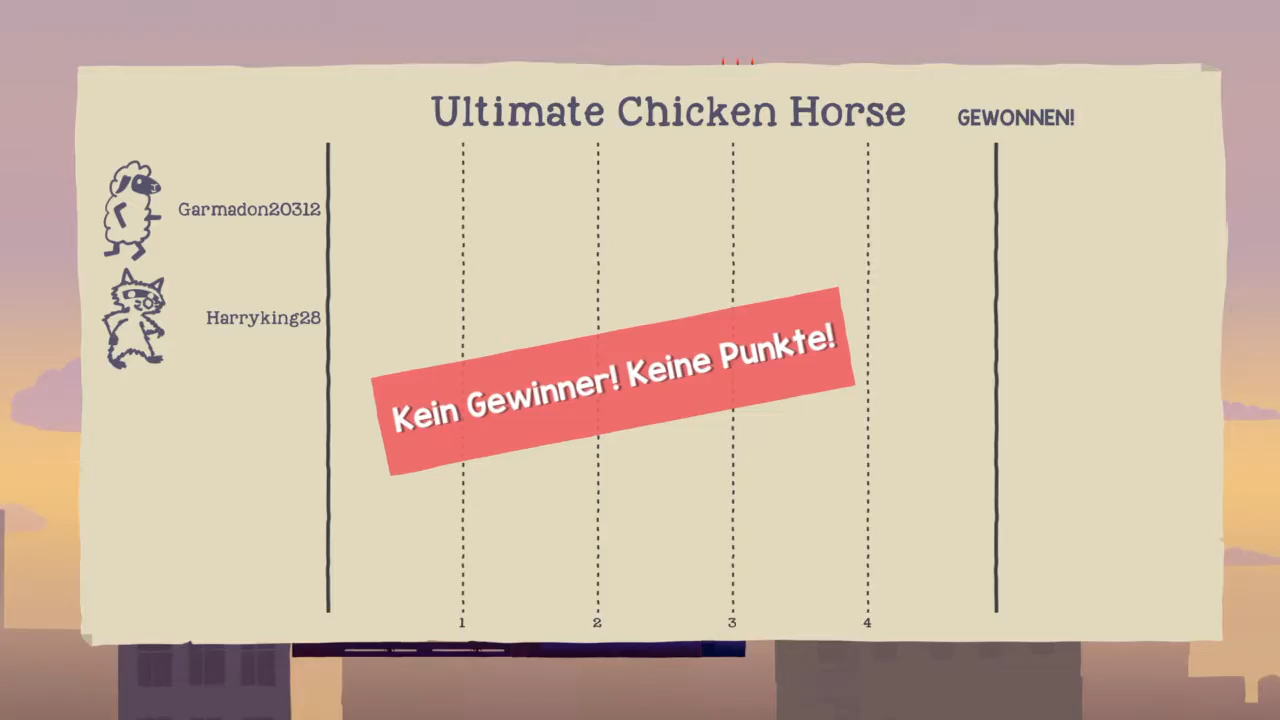 Ultimate Chicken Horse
GEWONNEN!
Garmadon20312
Harryking28
Kein Gewinner! Keine Punkte!
1 2 3 4